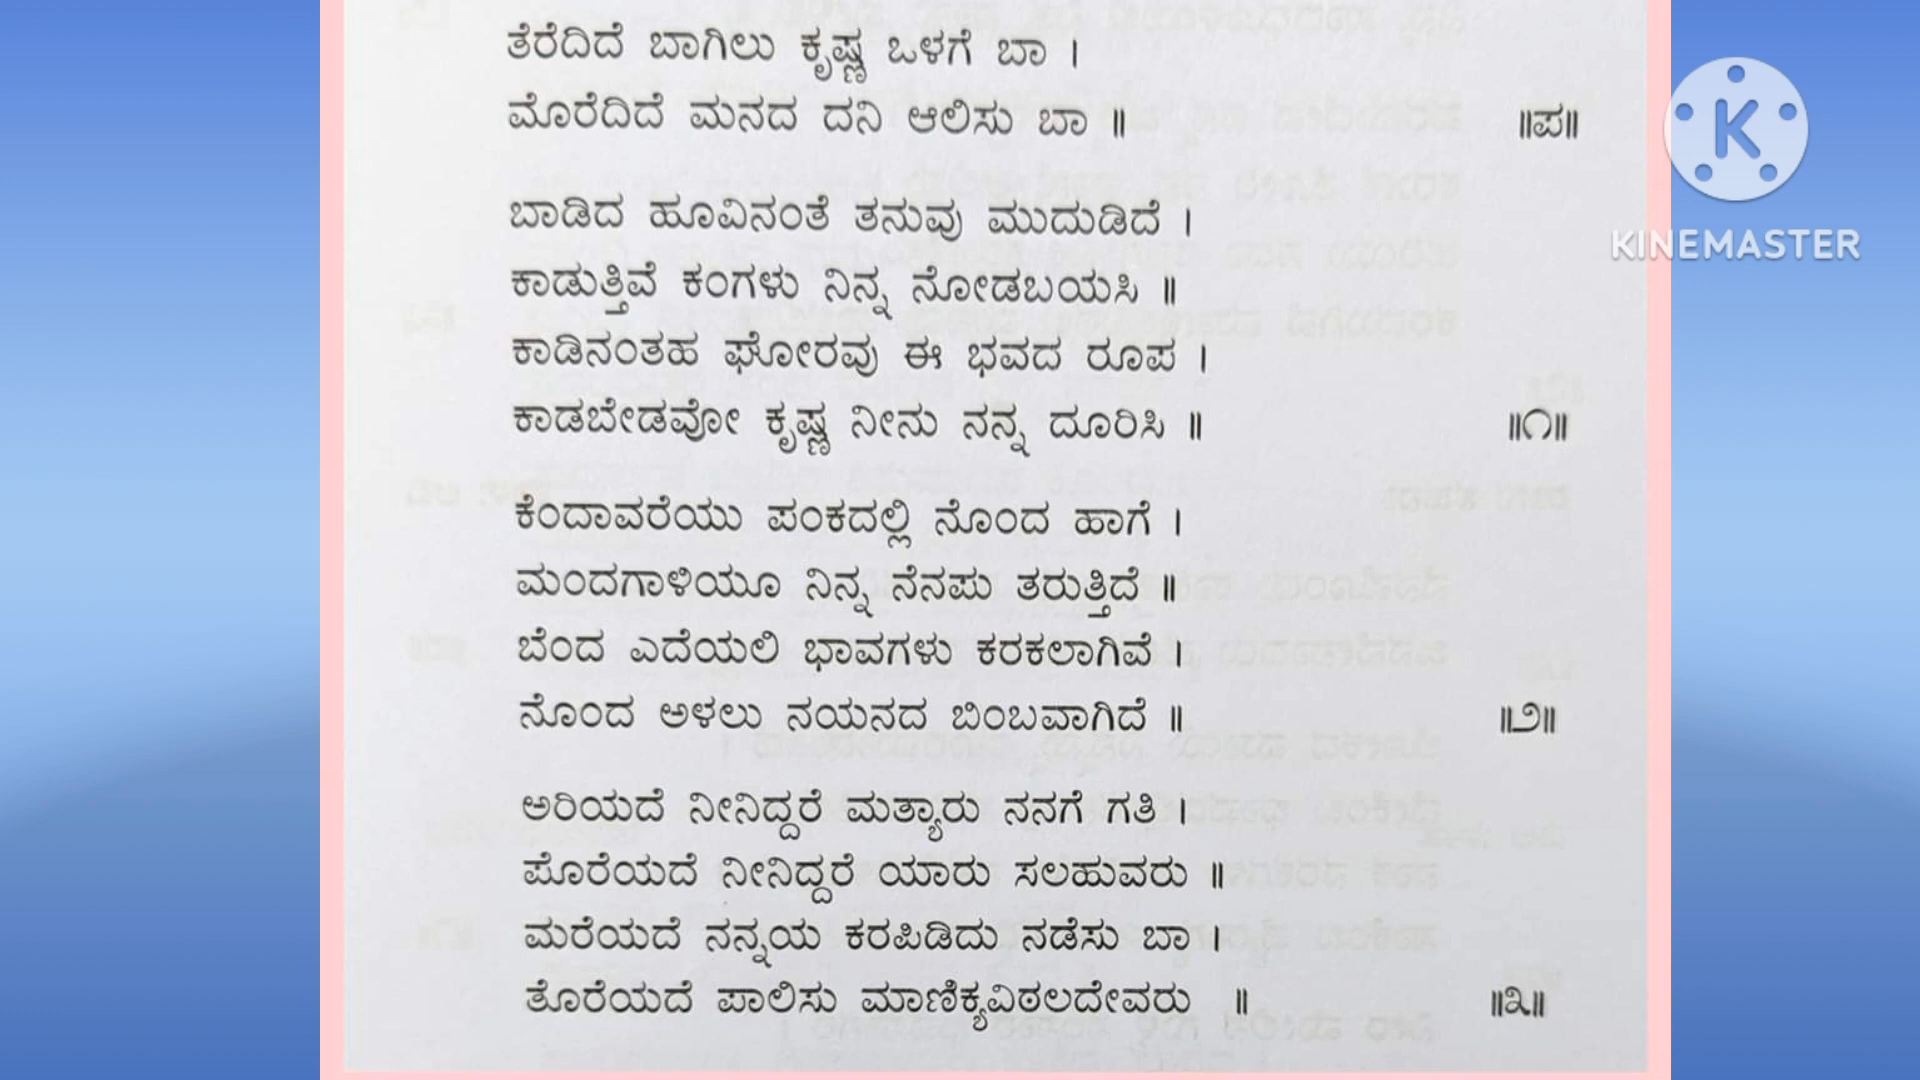 ತೆರೆದಿದೆ ಬಾಗಿಲು ಕೃಷ್ಣ ಒಳಗೆ ಬಾ ।
ಮೊರೆದಿದೆ ಮನದ ದನಿ ಆಲಿಸು ಬಾ ॥ ॥ಪ॥
ಬಾಡಿದ ಹೂವಿನಂತೆ ತನುವು ಮುದುಡಿದೆ ।
ಕಾಡುತ್ತಿವೆ ಕಂಗಳು ನಿನ್ನ ನೋಡಬಯಸಿ ॥
ಕಾಡಿನಂತಹ ಘೋರವು ಈ ಭವದ ರೂಪ ।
ಕಾಡಬೇಡವೋ ಕೃಷ್ಣ ನೀನು ನನ್ನ ದೂರಿಸಿ ॥ ॥೧॥
ಕೆಂದಾವರೆಯು ಪಂಕದಲ್ಲಿ ನೊಂದ ಹಾಗೆ ।
ಮಂದಗಾಳಿಯೂ ನಿನ್ನ ನೆನಪು ತರುತ್ತಿದೆ ॥
ಬೆಂದ ಎದೆಯಲಿ ಭಾವಗಳು ಕರಕಲಾಗಿವೆ ।
ನೊಂದ ಅಳಲು ನಯನದ ಬಿಂಬವಾಗಿದೆ ॥ ॥೨॥
ಅರಿಯದೆ ನೀನಿದ್ದರೆ ಮತ್ಯಾರು ನನಗೆ ಗತಿ ।
ಪೊರೆಯದೆ ನೀನಿದ್ದರೆ ಯಾರು ಸಲಹುವರು ॥
ಮರೆಯದೆ ನನ್ನಯ ಕರಪಿಡಿದು ನಡೆಸು ಬಾ ।
ತೊರೆಯದೆ ಪಾಲಿಸು ಮಾಣಿಕ್ಯವಿಠಲದೇವರು ॥ ॥೩॥
K
KINEMASTER